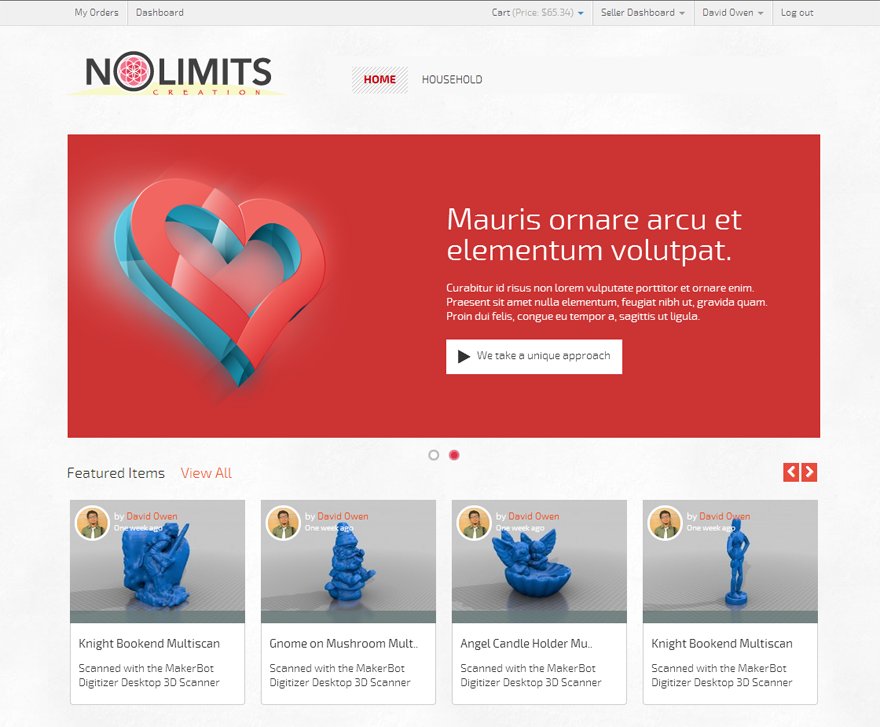 My Orders Dashboard Cart (Price: $65.34) Seller Dashboard David Owen Log out
NOLIMITS
CREATION
HOME HOUSEHOLD
Mauris ornare arcu et
elementum volutpat.
Curabitur id risus non lorem vulputate porttitor et ornare enim.
Praesent sit amet nulla elementum, feugiat nibh ut, gravida quam.
Proin dui felis, congue eu tempor a, sagittis ut ligula.
We take a unique approach
Featured Items View All
by David Owen
One week ago
Knight Bookend Multiscan
Scanned with the MakerBot
Digitizer Desktop 3D Scanner
by David Owen
One week ago
Gnome on Mushroom Mult..
Scanned with the MakerBot
Digitizer Desktop 3D Scanner
by David Owen
One week ago
Angel Candle Holder Mu..
Scanned with the MakerBot
Digitizer Desktop 3D Scanner
by David Owen
One week ago
Knight Bookend Multiscan
Scanned with the MakerBot
Digitizer Desktop 3D Scanner